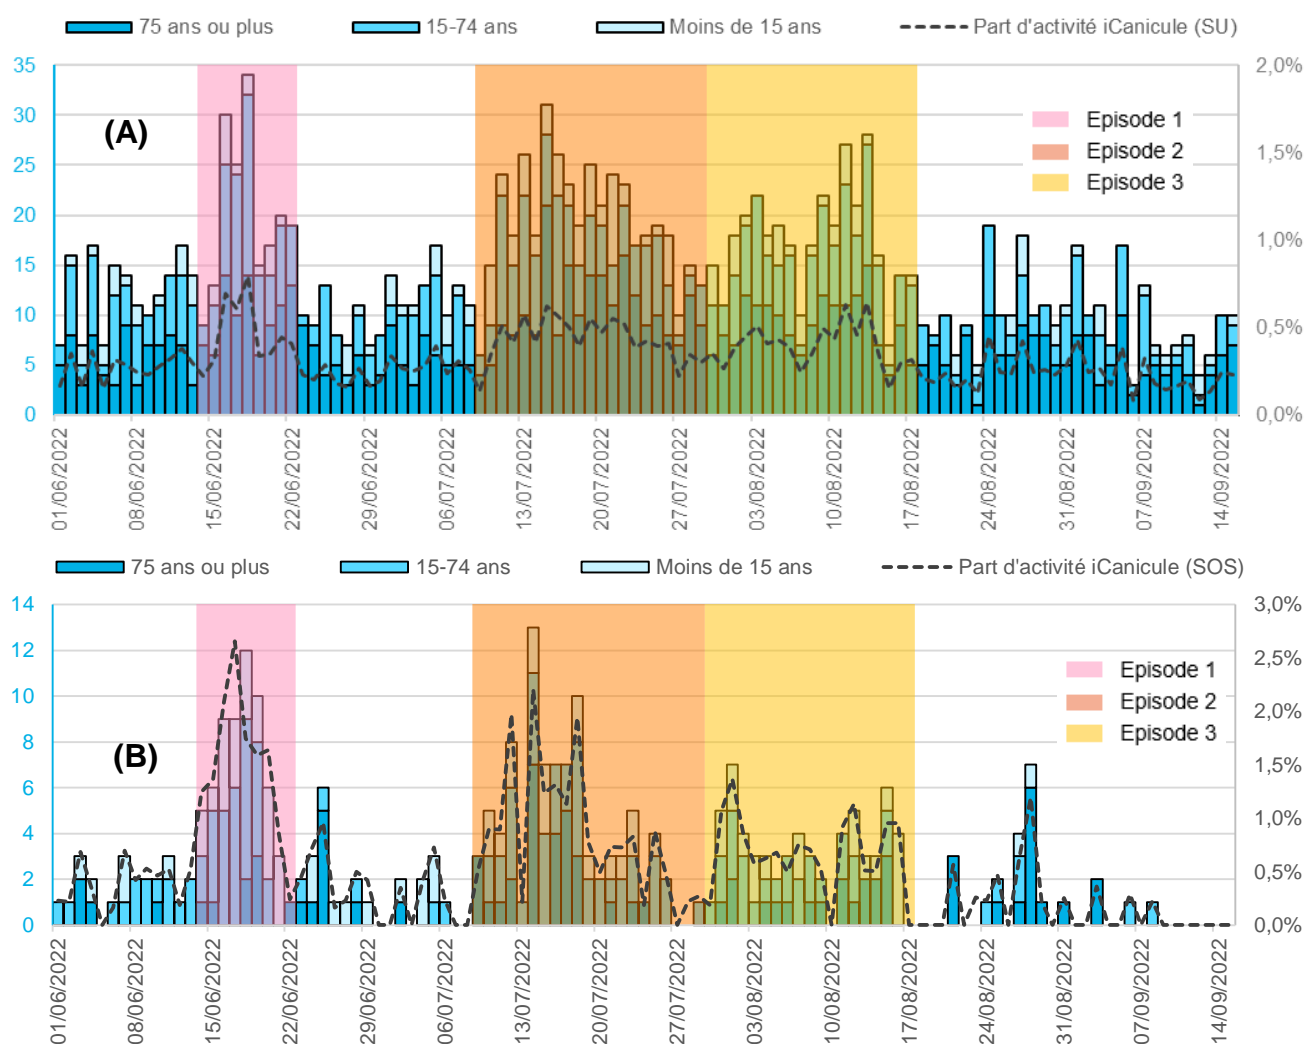 75 ans ou plus 15-74 ans Moins de 15 ans Part d'activité iCanicule (SU)
35 2,0%
30
(A)
Episode 1
25 1,5%
Episode 2
Episode 3
20
1,0%
15
10
0,5%
5
0 0,0%
01/06/2022 08/06/2022 15/06/2022 22/06/2022 29/06/2022 06/07/2022 13/07/2022 20/07/2022 27/07/2022 03/08/2022 10/08/2022 17/08/2022 24/08/2022 31/08/2022 07/09/2022 14/09/2022
75 ans ou plus 15-74 ans Moins de 15 ans Part d'activité iCanicule (SOS)
14 3,0%
12
2,5%
Episode 1
10
Episode 2
2,0%
Episode 3
8
(B)
1,5%
6
4 1,0%
2 0,5%
0 0,0%
01/06/2022 08/06/2022 15/06/2022 22/06/2022 29/06/2022 06/07/2022 13/07/2022 20/07/2022 27/07/2022 03/08/2022 10/08/2022 17/08/2022 24/08/2022 31/08/2022 07/09/2022 14/09/2022